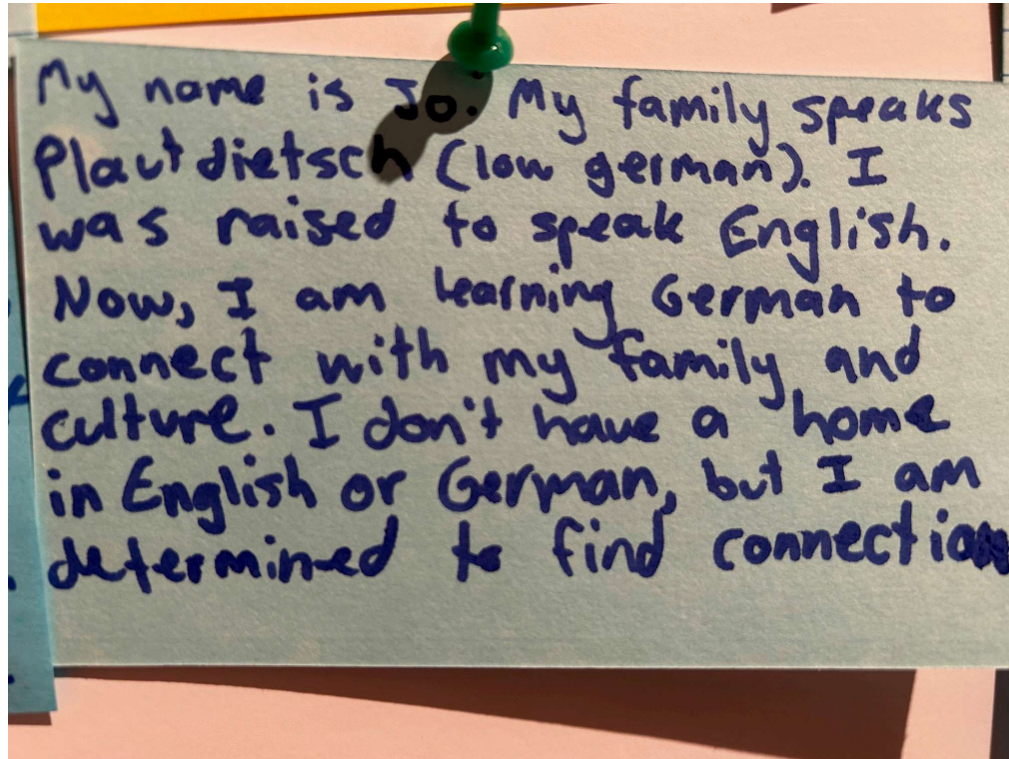 My name is Jo. My family speaks
Plautdietsch (low german). I
was raised to speak English.
Now, I am learning German to
connect with my family and
culture. I don't have a home
in English or German, but I am
determined to find connection